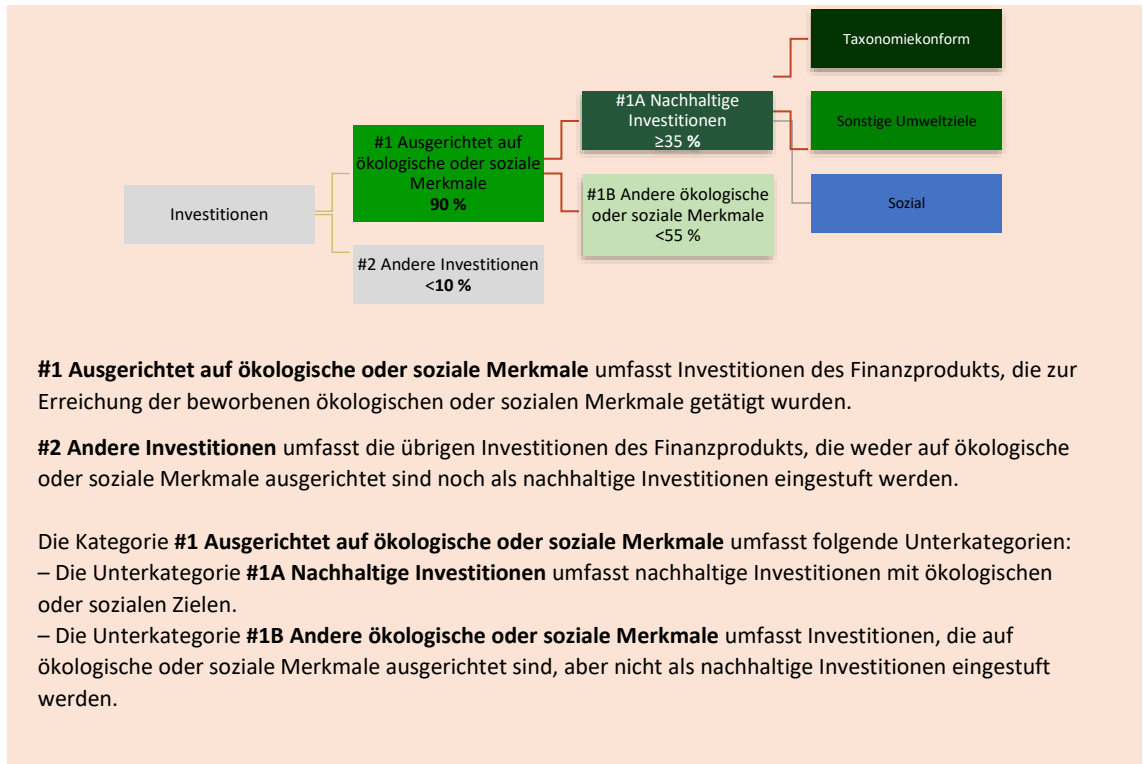 Taxonomiekonform
#1A Nachhaltige
Investitionen
≥35 %
Sonstige Umweltziele
#1 Ausgerichtet auf
ökologische oder soziale
Merkmale
90 %
#1B Andere ökologische
oder soziale Merkmale
<55 %
Sozial
Investitionen
#2 Andere Investitionen
<10 %
#1 Ausgerichtet auf ökologische oder soziale Merkmale umfasst Investitionen des Finanzprodukts, die zur
Erreichung der beworbenen ökologischen oder sozialen Merkmale getätigt wurden.
#2 Andere Investitionen umfasst die übrigen Investitionen des Finanzprodukts, die weder auf ökologische
oder soziale Merkmale ausgerichtet sind noch als nachhaltige Investitionen eingestuft werden.
Die Kategorie #1 Ausgerichtet auf ökologische oder soziale Merkmale umfasst folgende Unterkategorien:
– Die Unterkategorie #1A Nachhaltige Investitionen umfasst nachhaltige Investitionen mit ökologischen
oder sozialen Zielen.
– Die Unterkategorie #1B Andere ökologische oder soziale Merkmale umfasst Investitionen, die auf
ökologische oder soziale Merkmale ausgerichtet sind, aber nicht als nachhaltige Investitionen eingestuft
werden.